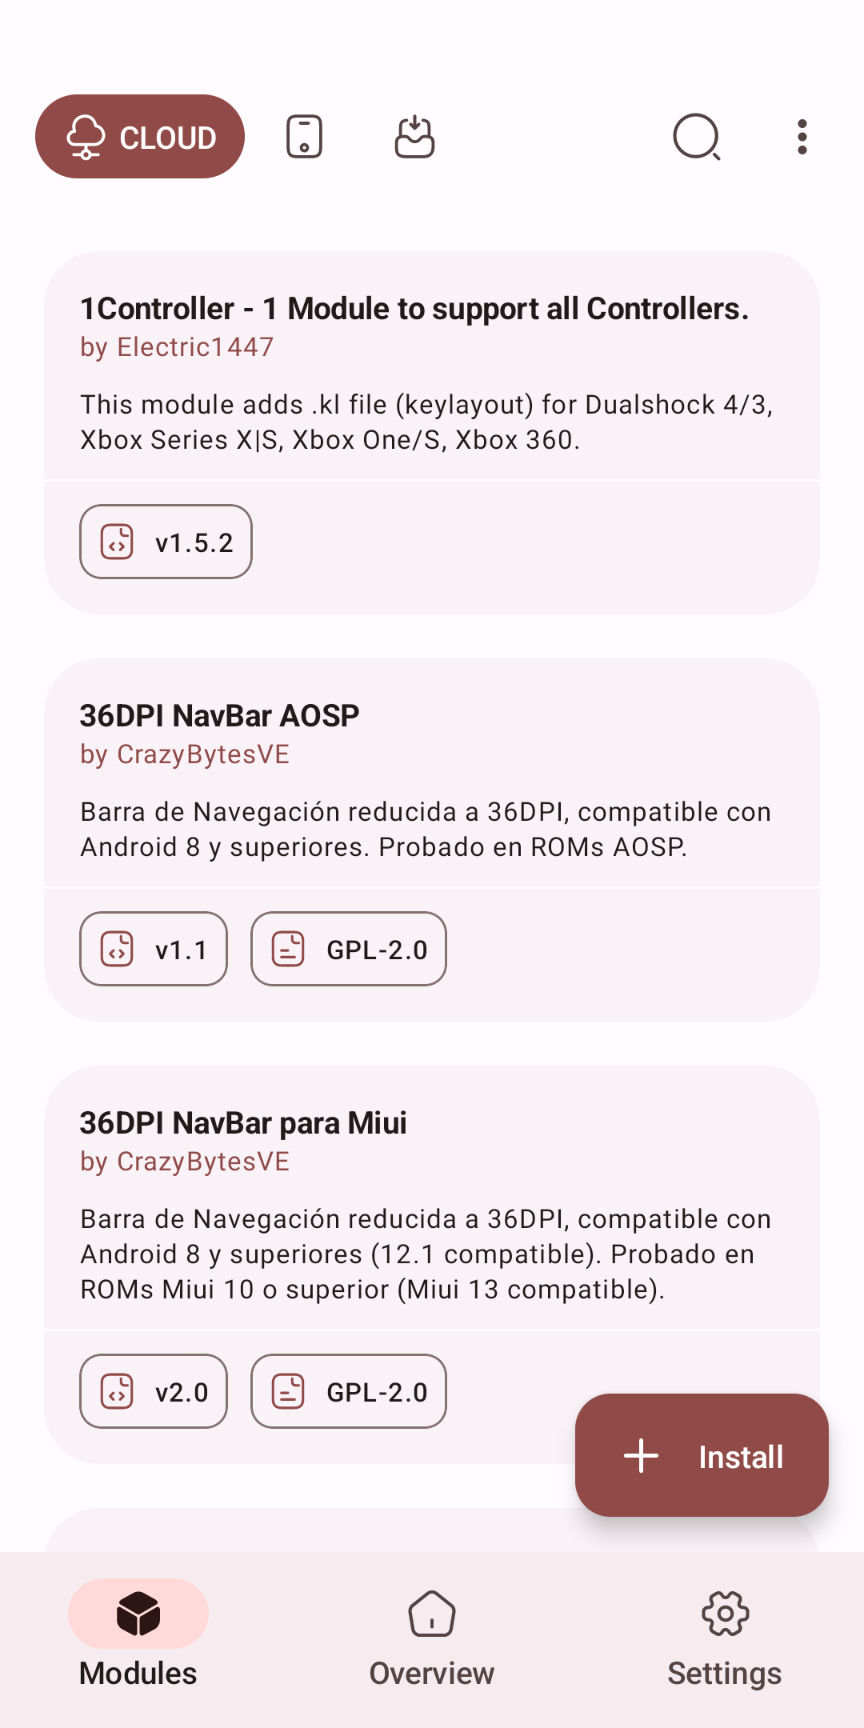 CLOUD
1Controller - 1 Module to support all Controllers.
by Electric1447
This module adds .kl file (keylayout) for Dualshock 4/3,
Xbox Series X|S, Xbox One/S, Xbox 360.
v1.5.2
36DPI NavBar AOSP
by CrazyBytesVE
Barra de Navegación reducida a 36DPI, compatible con
Android 8 y superiores. Probado en ROMs AOSP.
v1.1 GPL-2.0
36DPI NavBar para Miui
by CrazyBytesVE
Barra de Navegación reducida a 36DPI, compatible con
Android 8 y superiores (12.1 compatible). Probado en
ROMs Miui 10 o superior (Miui 13 compatible).
v2.0 GPL-2.0
Install
Modules Overview Settings